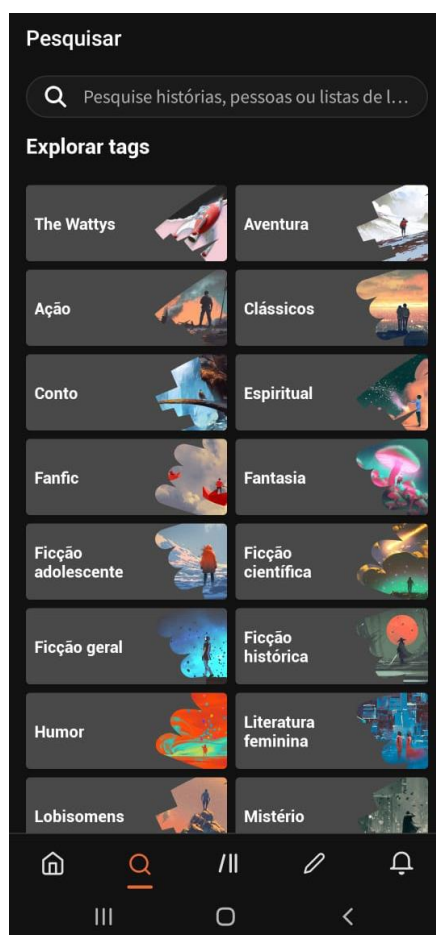 Pesquisar
Pesquise histórias, pessoas ou listas de l...
Explorar tags
The Wattys
Aventura
Ação
Clássicos
Conto
Espiritual
Fanfic
Fantasia
Ficção
adolescente
Ficção
científica
Ficção geral
Ficção
histórica
Humor
Literatura
feminina
Lobisomens
Mistério